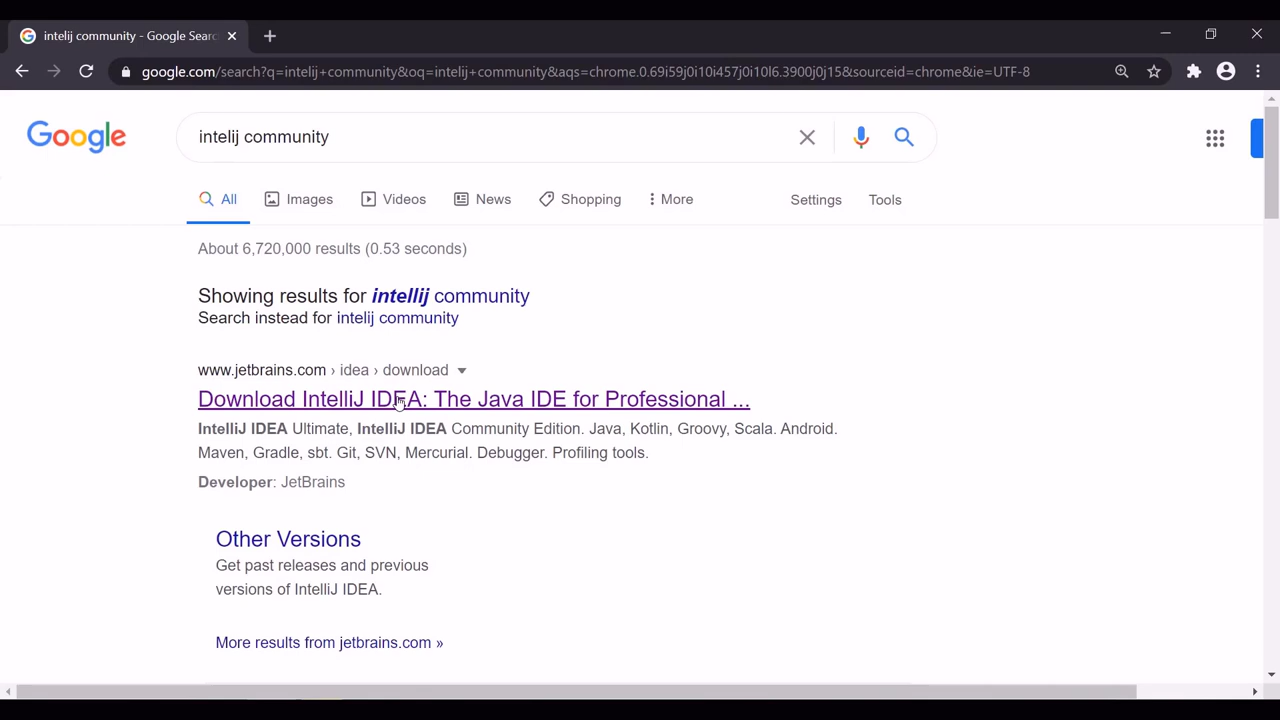 intelij community - Google Searc
google.com/search?q=intelij+community&oq=intelij+community&aqs=chrome.0.69i59j0i10i457j0i10l6.3900j0j15&sourceid=chrome&ie=UTF-8
Google
intelij community
All Images Videos News Shopping More Settings Tools
About 6,720,000 results (0.53 seconds)
Showing results for intellij community
Search instead for intelij community
www.jetbrains.com › idea › download
Download IntelliJ IDEA: The Java IDE for Professional ...
IntelliJ IDEA Ultimate, IntelliJ IDEA Community Edition. Java, Kotlin, Groovy, Scala. Android.
Maven, Gradle, sbt. Git, SVN, Mercurial. Debugger. Profiling tools.
Developer: JetBrains
Other Versions
Get past releases and previous
versions of IntelliJ IDEA.
More results from jetbrains.com »